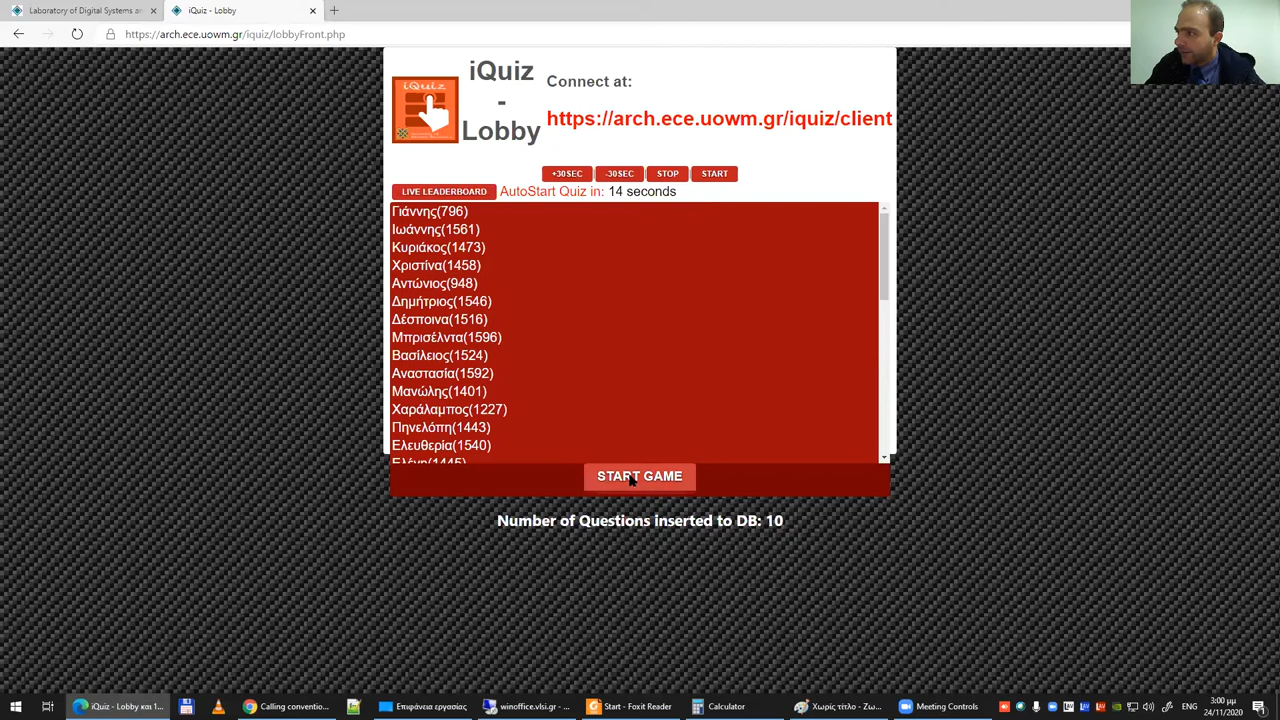 Laboratory of Digital Systems an
iQuiz - Lobby
https://arch.ece.uowm.gr/iquiz/lobbyFront.php
iQuiz
iQuiz
-
Lobby
Connect at:
https://arch.ece.uowm.gr/iquiz/client
+30SEC
-30SEC
STOP
START
LIVE LEADERBOARD
AutoStart Quiz in: 14 seconds
Γιάννης(796)
Ιωάννης(1561)
Κυριάκος(1473)
Χριστίνα(1458)
Αντώνιος(948)
Δημήτριος(1546)
Δέσποινα(1516)
Μπρισέλντα(1596)
Βασίλειος(1524)
Αναστασία(1592)
Μανώλης(1401)
Χαράλαμπος(1227)
Πηνελόπη(1443)
Ελευθερία(1540)
Ελένη(1445)
START GAME
Number of Questions inserted to DB: 10
iQuiz - Lobby και 1...
Calling conventio...
Επιφάνεια εργασίας
winoffice.vlsi.gr - ...
Start - Foxit Reader
Calculator
Χωρίς τίτλο - Ζω...
Meeting Controls
ENG
3:00 μμ
24/11/2020